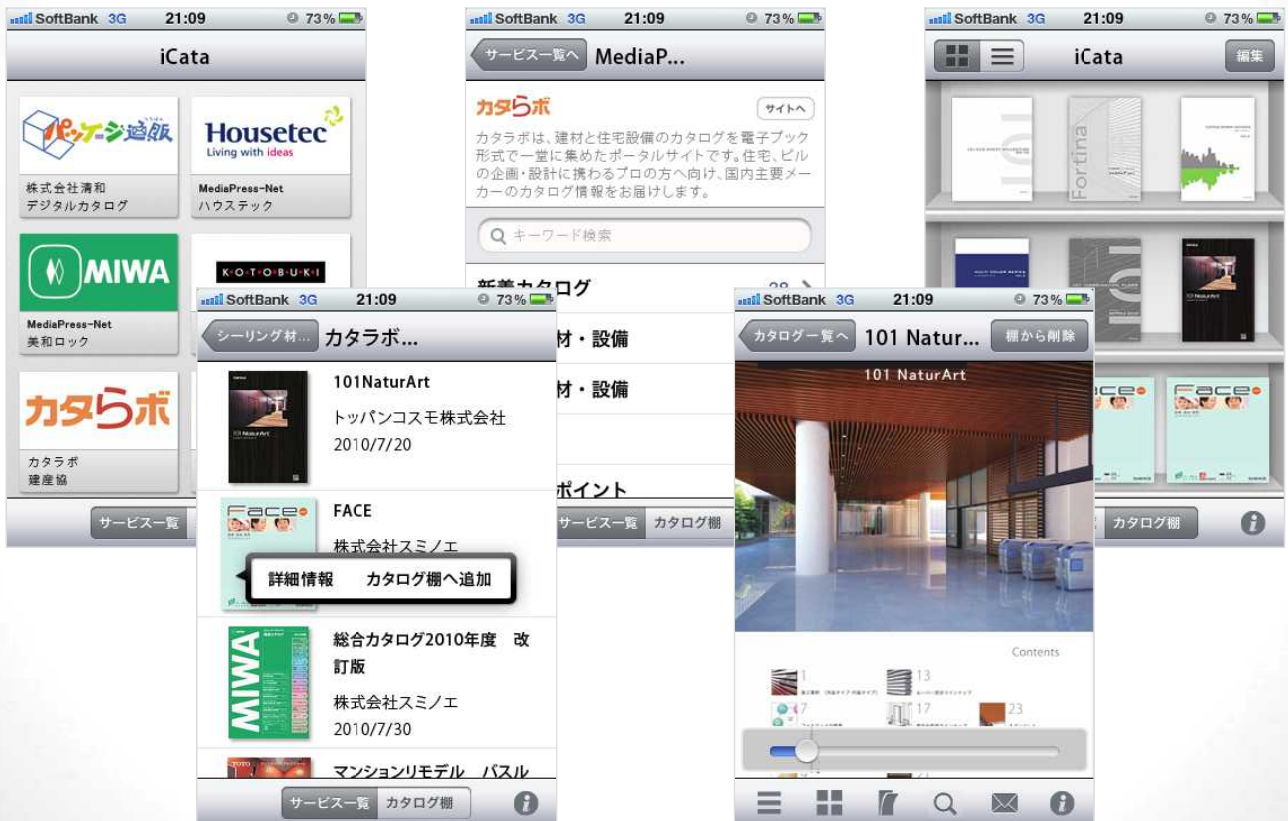 SoftBank 3G 21:09 73%
iCata
パッケージ通販
Housetec
Living with ideas
株式会社清和
デジタルカタログ
MediaPress-Net
ハウステック
MIWA
KOTOBUKI
MediaPress-Net
美和ロック
カタらボ
カタラボ
建産協
サービス一覧
SoftBank 3G 21:09 73%
サービス一覧へ MediaP...
カタらボ
サイトへ
カタラボは、建材と住宅設備のカタログを電子ブック
形式で一堂に集めたポータルサイトです。住宅、ビル
の企画・設計に携わるプロの方へ向け、国内主要メー
カーのカタログ情報をお届けします。
キーワード検索
新着カタログ 28
材・設備
材・設備
ポイント
サービス一覧 カタログ棚
SoftBank 3G 21:09 73%
iCata 編集
101
Fortina
101
Face
Face
カタログ棚
SoftBank 3G 21:09 73%
シーリング材... カタラボ...
101NaturArt
トッパンコスモ株式会社
2010/7/20
Face
FACE
株式会社スミノエ
詳細情報 カタログ棚へ追加
MIWA
総合カタログ2010年度 改
訂版
株式会社スミノエ
2010/7/30
TOTO
マンションリモデル バスル
サービス一覧 カタログ棚
SoftBank 3G 21:09 73%
カタログ一覧へ 101 Natur... 棚から削除
101 NaturArt
Contents
1 13
7 17 23